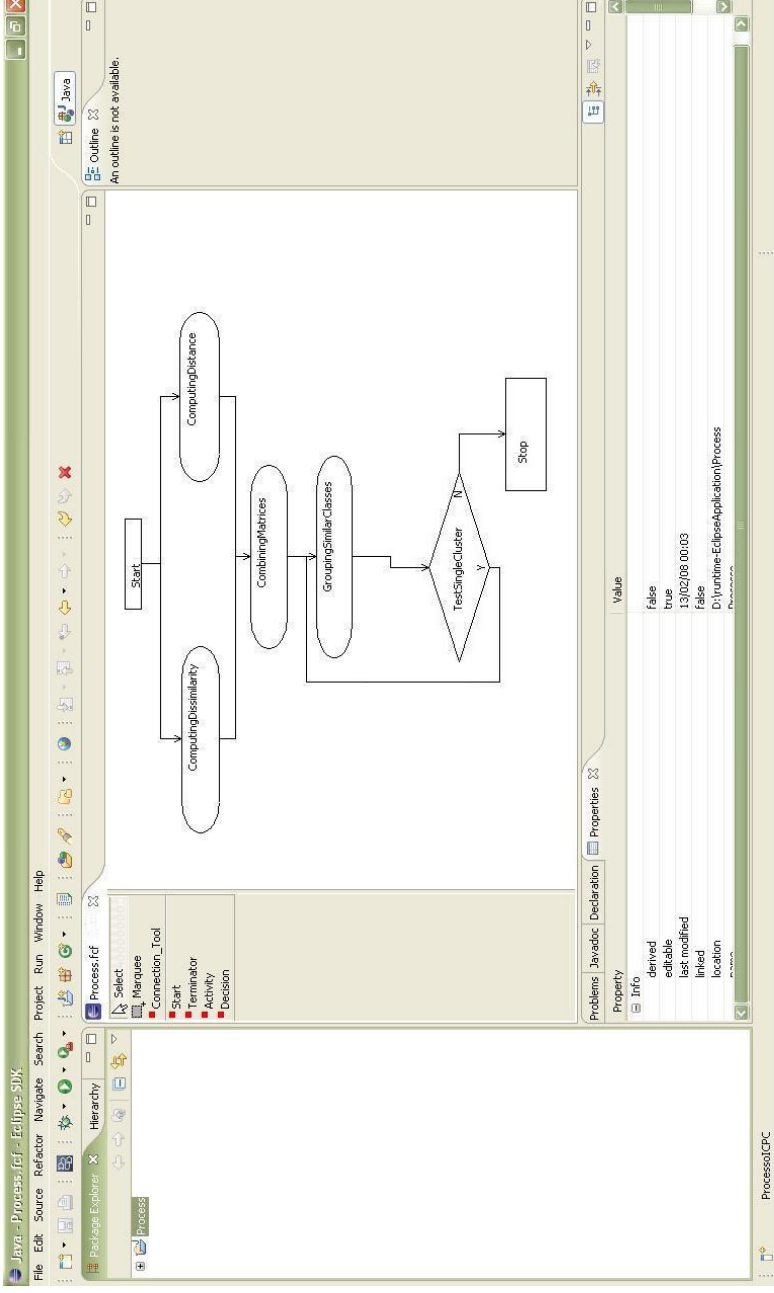 Java - Process.fcf - Eclipse SDK
File Edit Source Refactor Navigate Search Project Run Window Help
Java
Package Explorer Hierarchy
Process
Process.fcf
Select
Marquee
Connection_Tool
Start
Terminator
Activity
Decision
Start
ComputingDissimilarity
ComputingDistance
CombiningMatrices
GroupingSimilarClasses
TestSingleCluster
Y
N
Stop
Outline
An outline is not available.
Problems Javadoc Declaration Properties
Property Value
Info
derived false
editable true
last modified 13/02/08 00:03
linked false
location D:\runtime-EclipseApplication\Process
name Processo
ProcessoICPC